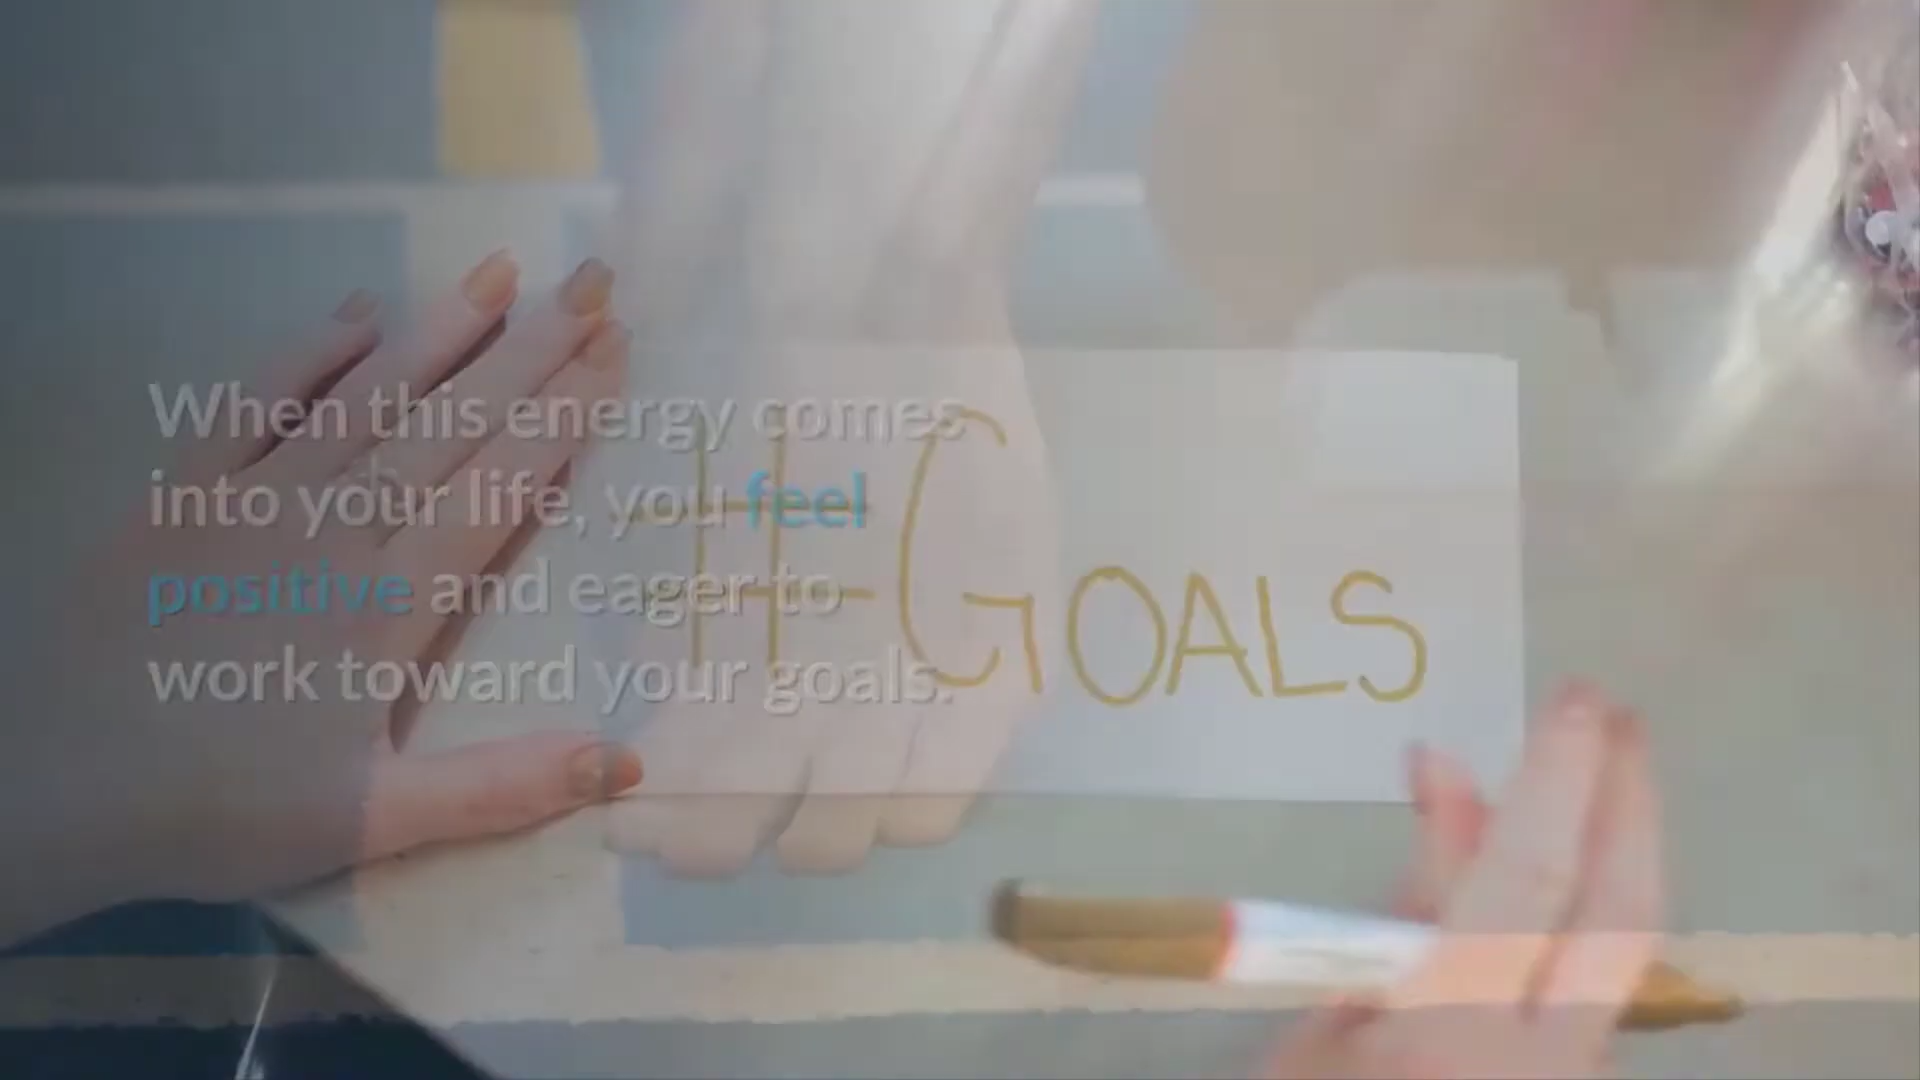 When this energy comes
into your life, you feel
positive and eager to
work toward your goals.
#GOALS